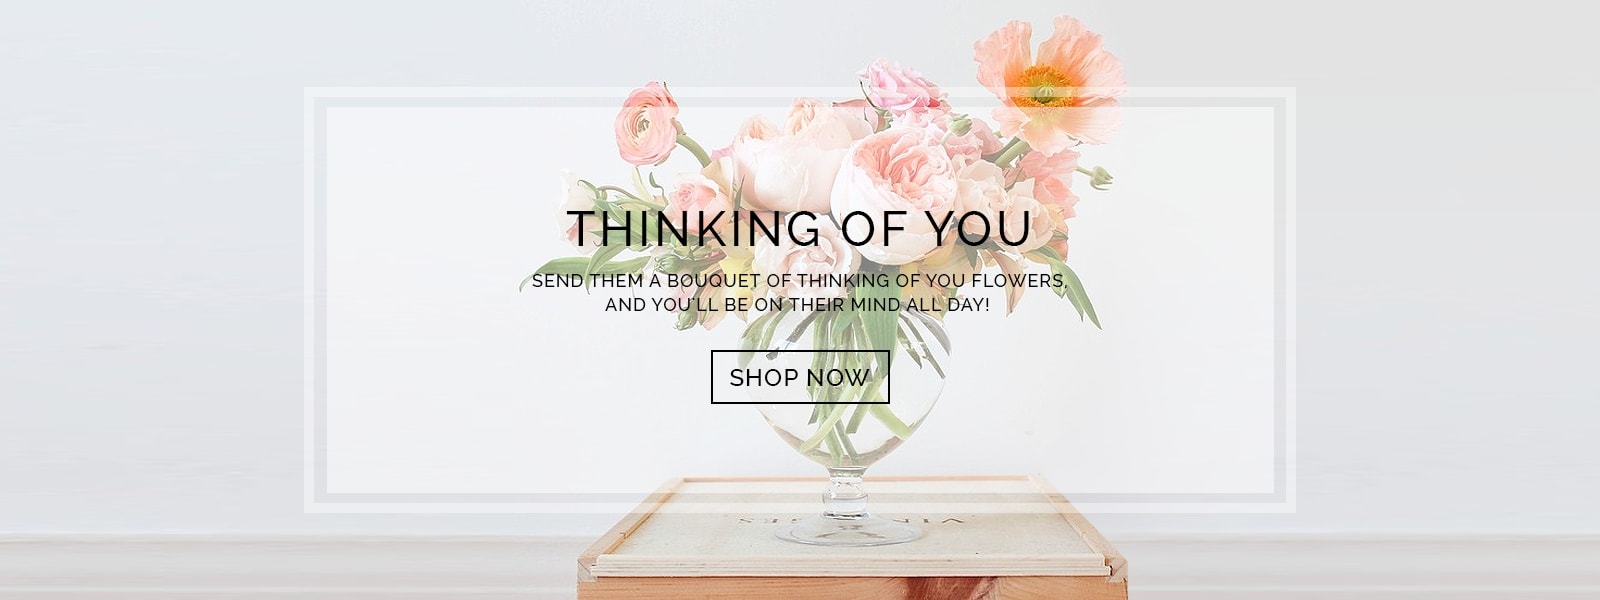 THINKING OF YOU
SEND THEM A BOUQUET OF THINKING OF YOU FLOWERS,
AND YOU'LL BE ON THEIR MIND ALL DAY!
SHOP NOW